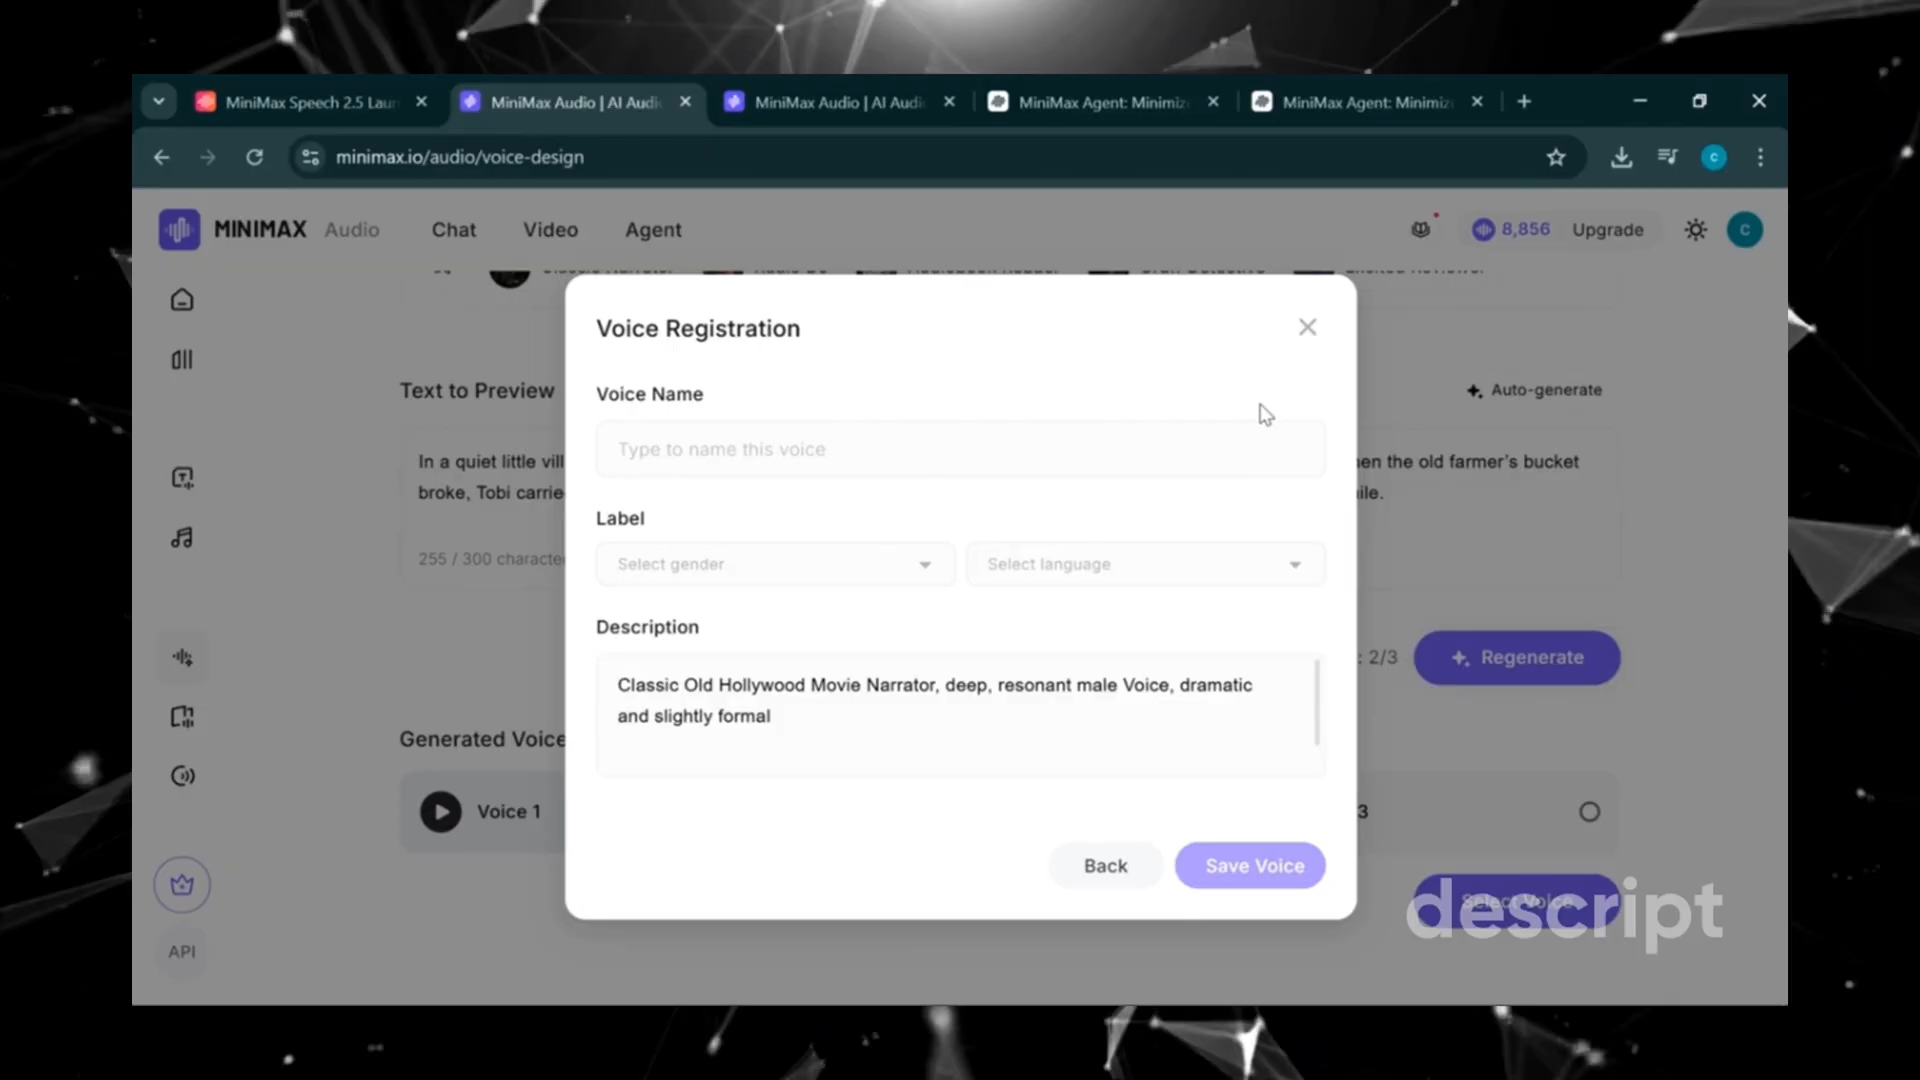 MiniMax Speech 2.5 Laun
MiniMax Audio | AI Audio
MiniMax Audio | AI Audio
MiniMax Agent: Minimiz
MiniMax Agent: Minimiz
minimax.io/audio/voice-design
C
MINIMAX Audio
Chat
Video
Agent
8,856
Upgrade
C
Voice Registration
Voice Name
Text to Preview
Auto-generate
Type to name this voice
In a quiet little vill
en the old farmer's bucket
broke, Tobi carrie
ile.
Label
255 / 300 characte
Select gender
Select language
Description
Classic Old Hollywood Movie Narrator, deep, resonant male Voice, dramatic
and slightly formal
: 2/3
Regenerate
Generated Voice
Voice 1
3
Back
Save Voice
Select Voice
descript
API